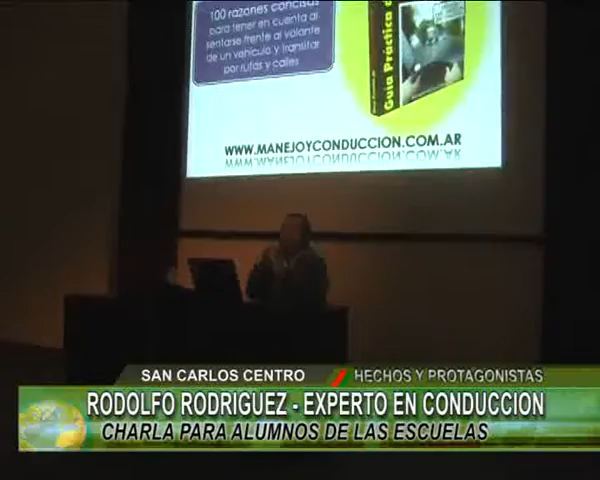 100 razones concisas
para tener en cuenta al
sentarse frente al volante
de un vehículo y transitar
por rutas y calles
Guía Práctica
WWW.MANEJOYCONDUCCION.COM.AR
SAN CARLOS CENTRO
HECHOS Y PROTAGONISTAS
RODOLFO RODRIGUEZ - EXPERTO EN CONDUCCION
CHARLA PARA ALUMNOS DE LAS ESCUELAS